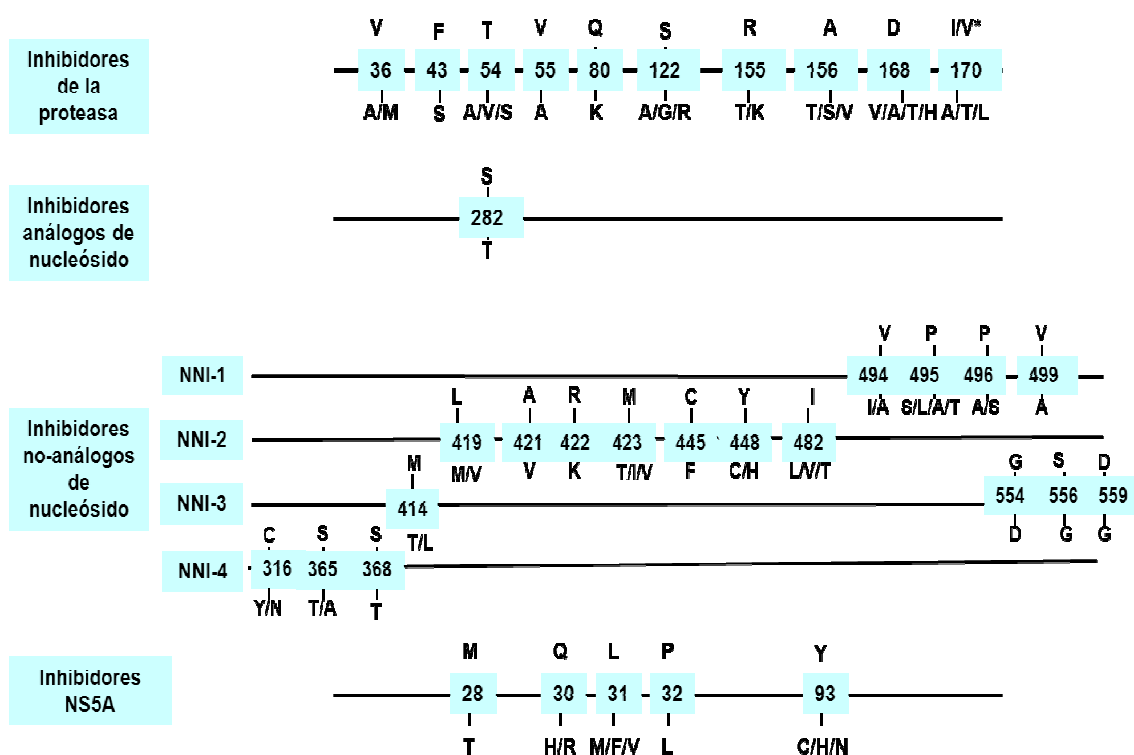 V F T V Q S R A D I/V*
Inhibidores
de la
proteasa
36 43 54 55 80 122 155 156 168 170
A/M S A/V/S A K A/G/R T/K T/S/V V/A/T/H A/T/L
S
Inhibidores
análogos de
nucleósido
282
T
V P P V
NNI-1
494 495 496 499
I/A S/L/A/T A/S A
L A R M C Y I
Inhibidores
no-análogos
de
nucleósido
NNI-2
419 421 422 423 445 448 482
M/V V K T/I/V F C/H L/V/T
M G S D
NNI-3
414 554 556 559
T/L D G G
C S S
NNI-4
316 365 368
Y/N T/A T
M Q L P Y
Inhibidores
NS5A
28 30 31 32 93
T H/R M/F/V L C/H/N